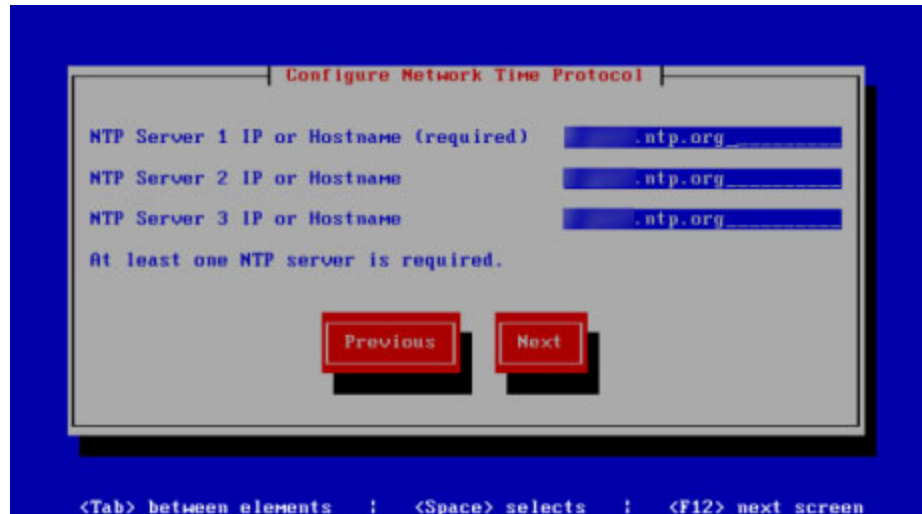 Configure Network Time Protocol
NTP Server 1 IP or Hostname (required) .ntp.org
NTP Server 2 IP or Hostname .ntp.org
NTP Server 3 IP or Hostname .ntp.org
At least one NTP server is required.
Previous Next
<Tab> between elements | <Space> selects | <F12> next screen